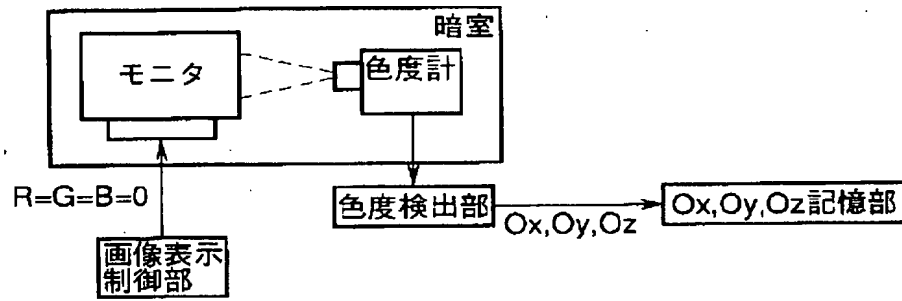 暗室
モニタ
色度計
R=G=B=0
色度検出部
Ox,Oy,Oz
Ox,Oy,Oz記憶部
画像表示
制御部